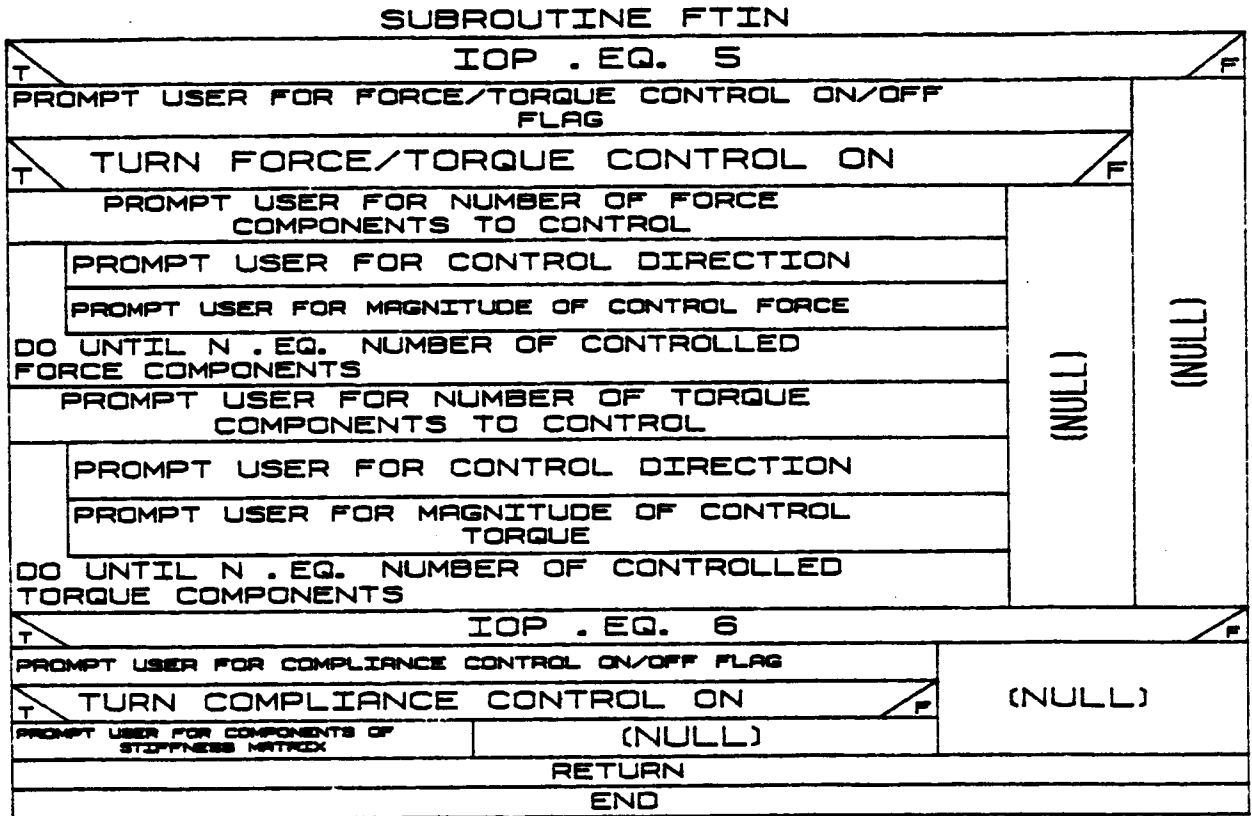 SUBROUTINE FTIN
IOP .EQ. 5
T
F
PROMPT USER FOR FORCE/TORQUE CONTROL ON/OFF
FLAG
TURN FORCE/TORQUE CONTROL ON
T
F
PROMPT USER FOR NUMBER OF FORCE
COMPONENTS TO CONTROL
PROMPT USER FOR CONTROL DIRECTION
PROMPT USER FOR MAGNITUDE OF CONTROL FORCE
DO UNTIL N .EQ. NUMBER OF CONTROLLED
FORCE COMPONENTS
PROMPT USER FOR NUMBER OF TORQUE
COMPONENTS TO CONTROL
PROMPT USER FOR CONTROL DIRECTION
PROMPT USER FOR MAGNITUDE OF CONTROL
TORQUE
DO UNTIL N .EQ. NUMBER OF CONTROLLED
TORQUE COMPONENTS
(NULL)
(NULL)
IOP .EQ. 6
T
F
PROMPT USER FOR COMPLIANCE CONTROL ON/OFF FLAG
TURN COMPLIANCE CONTROL ON
T
F
(NULL)
PROMPT USER FOR COMPONENTS OF
STIFFNESS MATRIX
(NULL)
RETURN
END